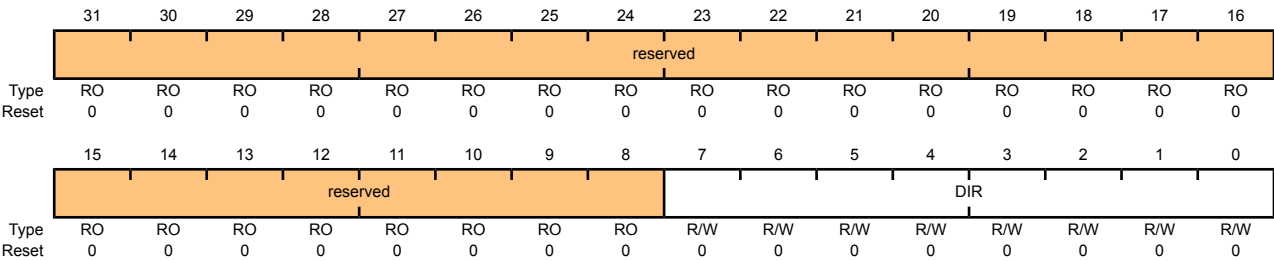 31 30 29 28 27 26 25 24 23 22 21 20 19 18 17 16
reserved
Type RO RO RO RO RO RO RO RO RO RO RO RO RO RO RO RO
Reset 0 0 0 0 0 0 0 0 0 0 0 0 0 0 0 0
15 14 13 12 11 10 9 8 7 6 5 4 3 2 1 0
reserved DIR
Type RO RO RO RO RO RO RO RO R/W R/W R/W R/W R/W R/W R/W R/W
Reset 0 0 0 0 0 0 0 0 0 0 0 0 0 0 0 0